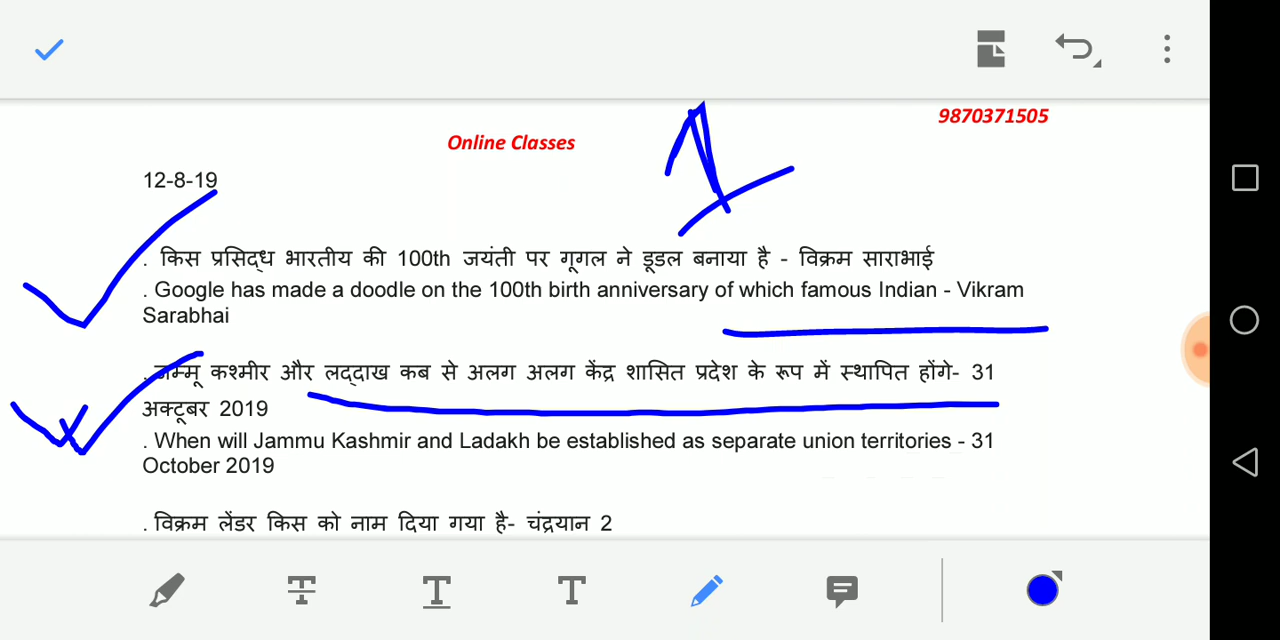 9870371505
Online Classes
12-8-19
. किस प्रसिद्ध भारतीय की 100th जयंती पर गूगल ने डूडल बनाया है - विक्रम साराभाई
. Google has made a doodle on the 100th birth anniversary of which famous Indian - Vikram
Sarabhai
. जम्मू कश्मीर और लद्दाख कब से अलग अलग केंद्र शासित प्रदेश के रूप में स्थापित होंगे- 31
अक्टूबर 2019
. When will Jammu Kashmir and Ladakh be established as separate union territories - 31
October 2019
. विक्रम लेंडर किस को नाम दिया गया है- चंद्रयान 2